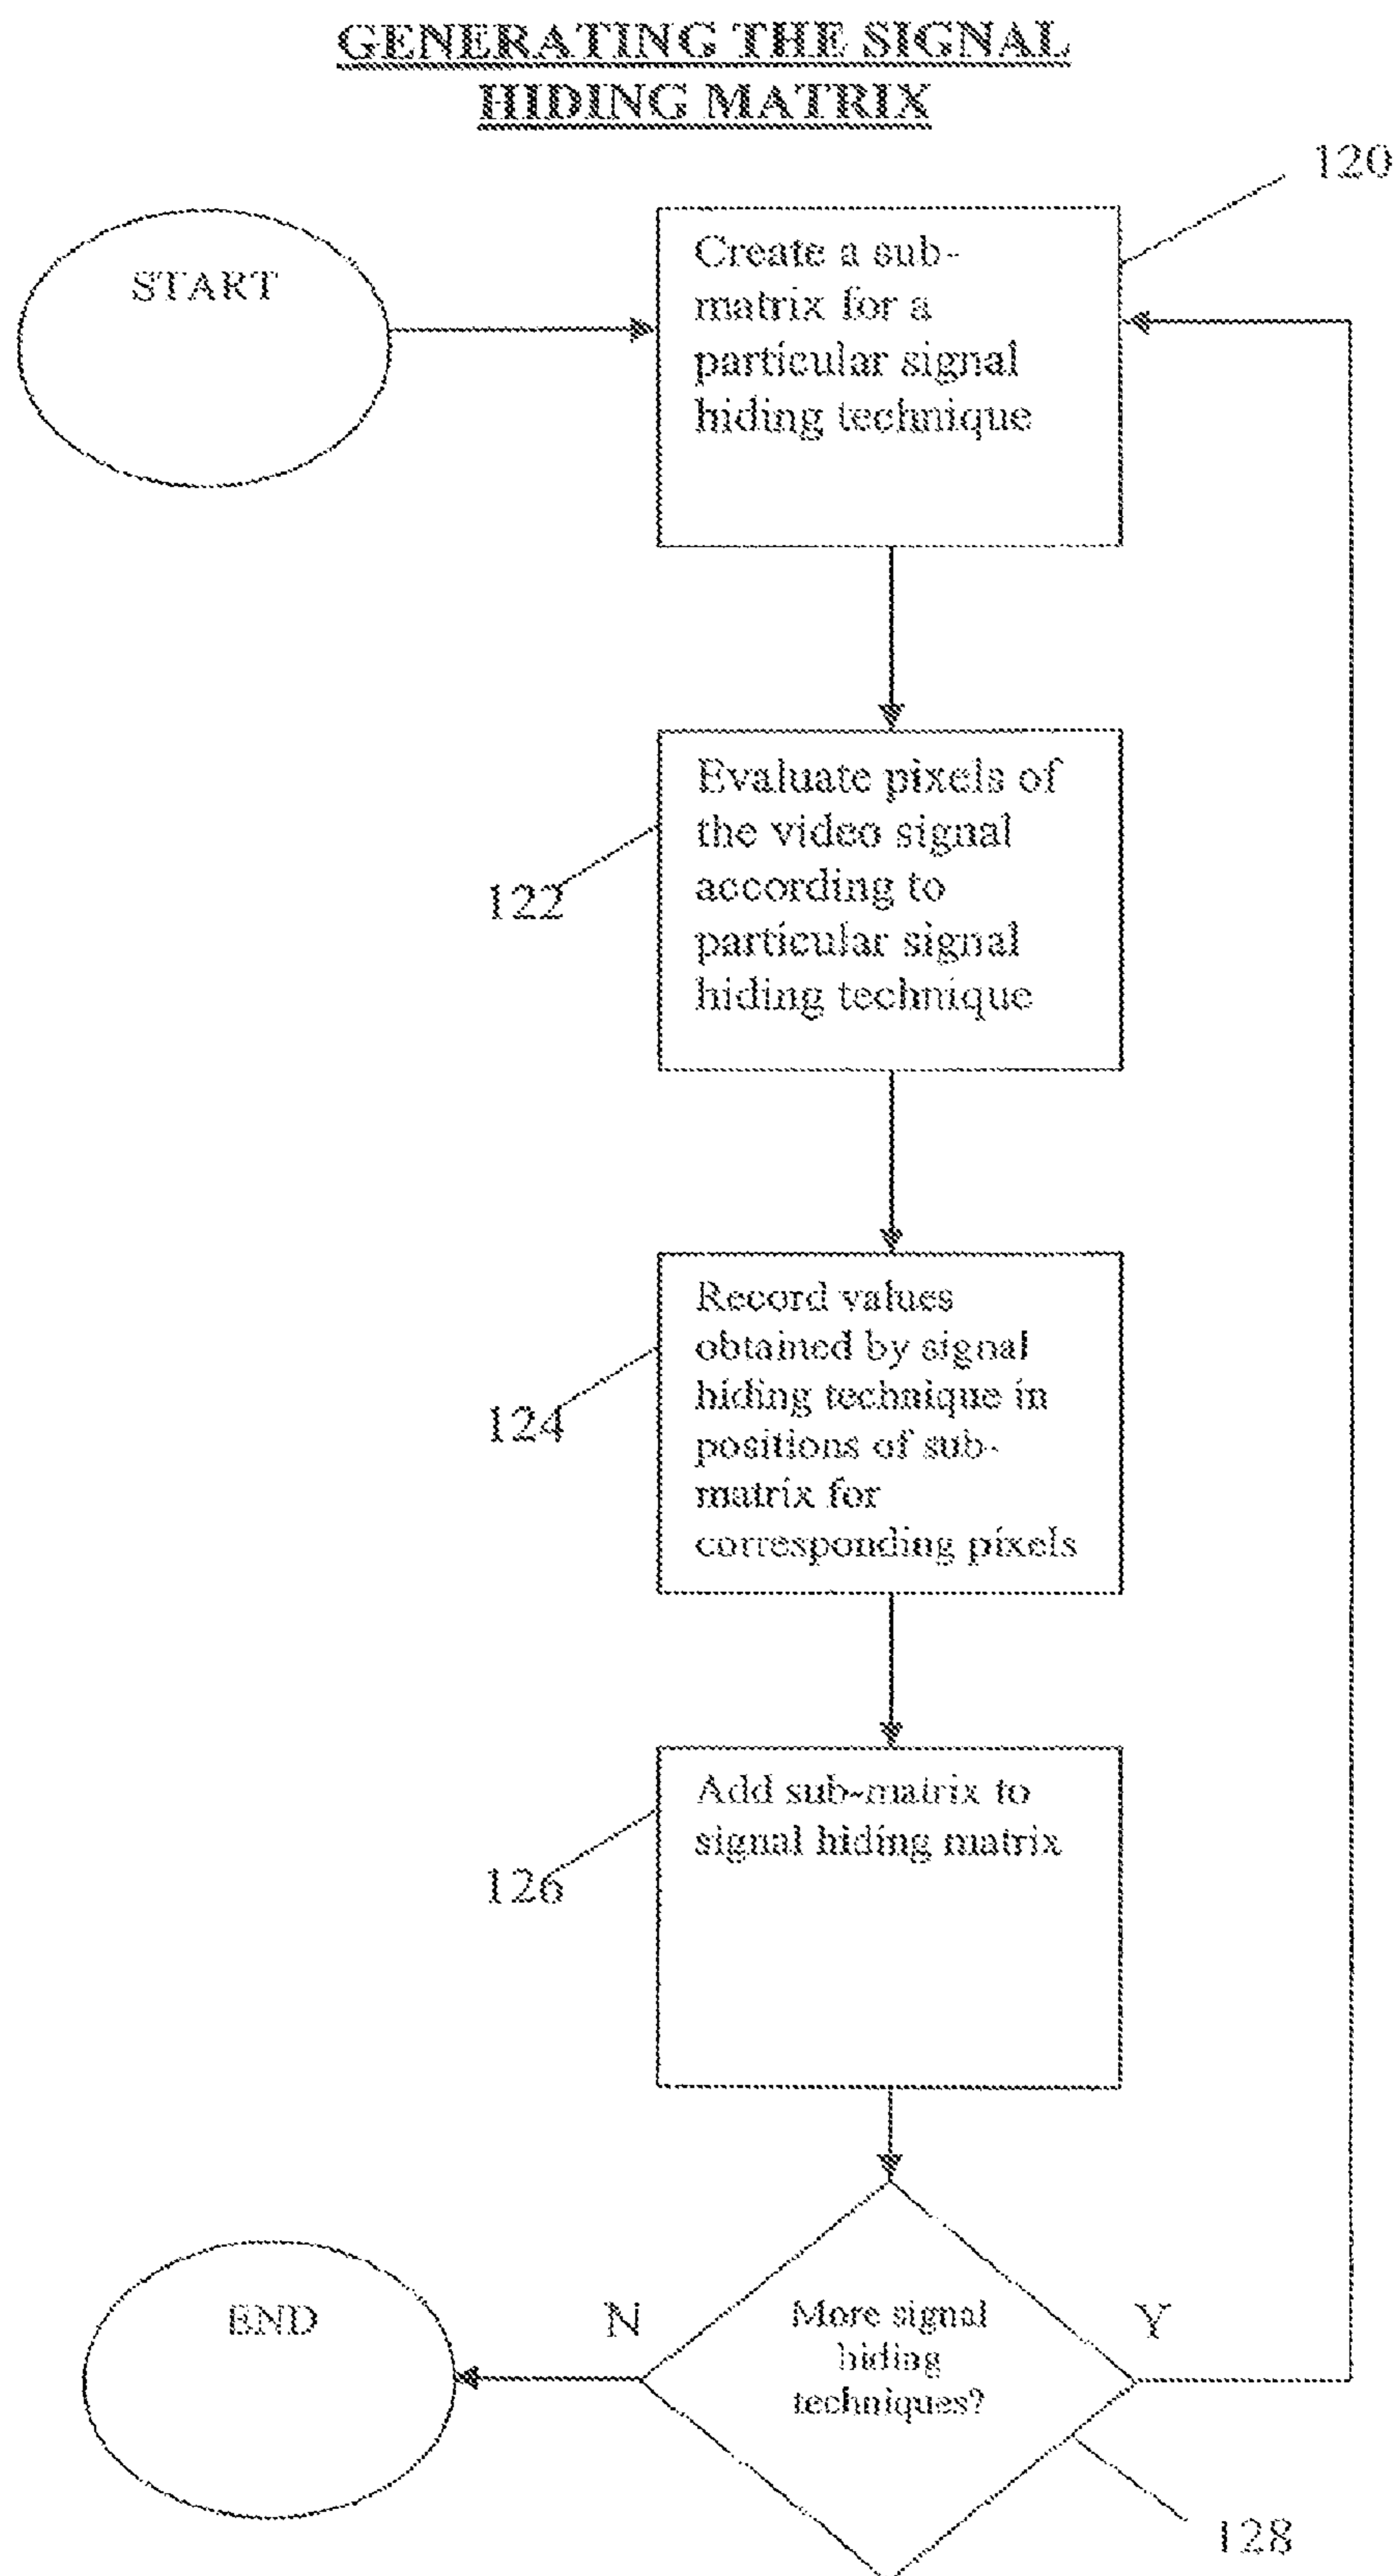 GENERATING THE SIGNAL
HIDING MATRIX
120
START
Create a sub-
matrix for a
particular signal
hiding technique
Evaluate pixels of
the video signal
according to
particular signal
hiding technique
122
Record values
obtained by signal
hiding technique in
positions of sub-
matrix for
corresponding pixels
124
Add sub-matrix to
signal hiding matrix
126
END
N
More signal
hiding
techniques?
Y
128